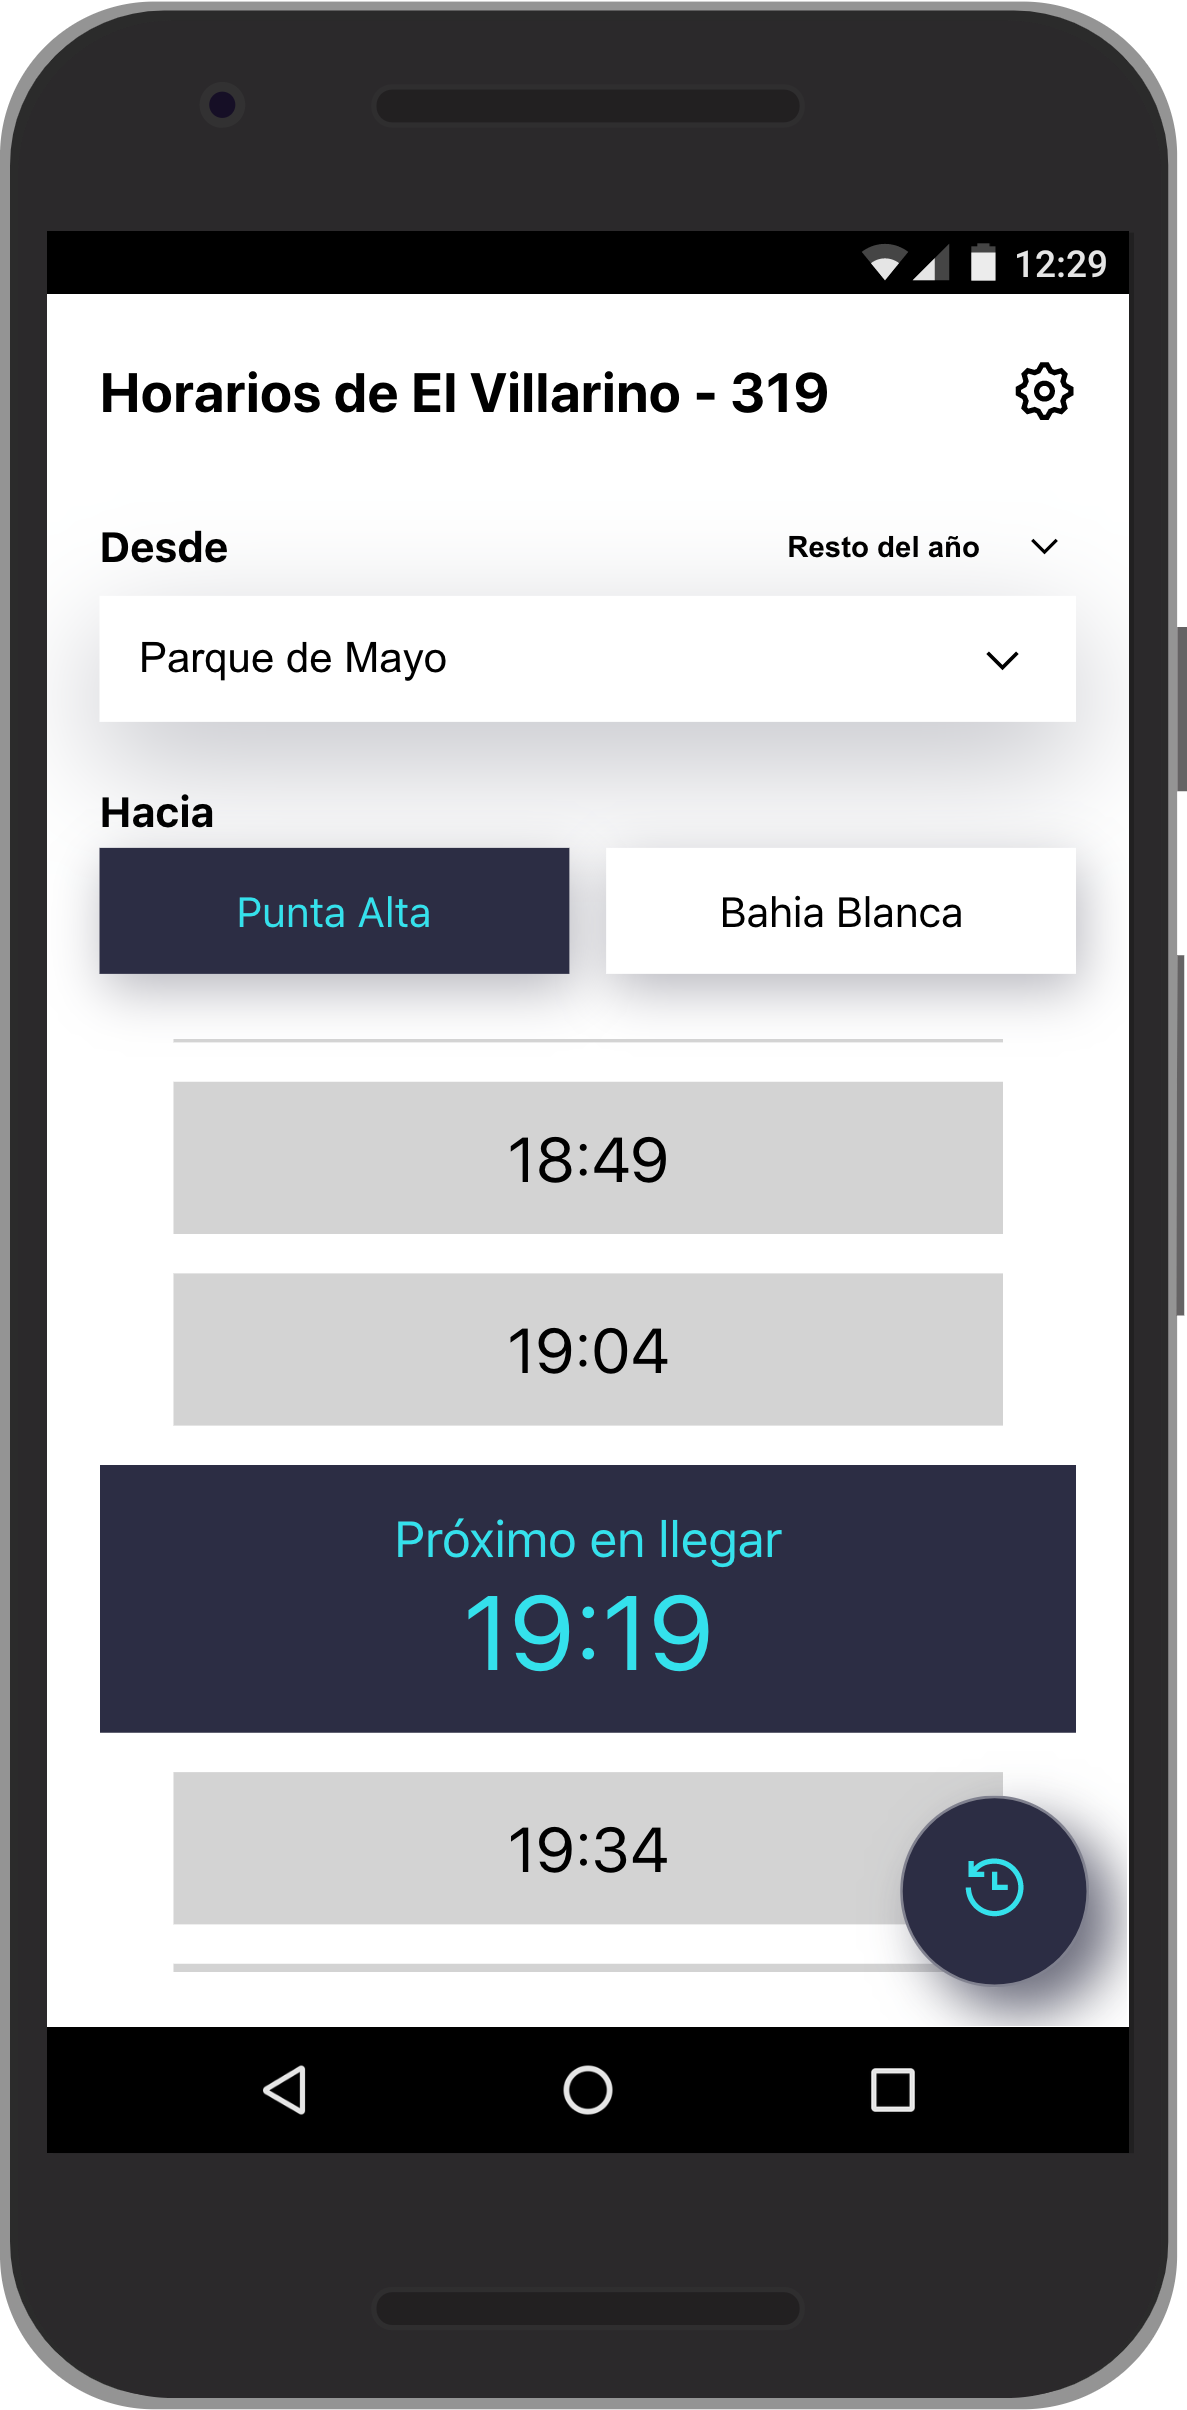 12:29
Horarios de El Villarino - 319
Desde
Resto del año
Parque de Mayo
Hacia
Punta Alta
Bahia Blanca
18:49
19:04
Próximo en llegar
19:19
19:34